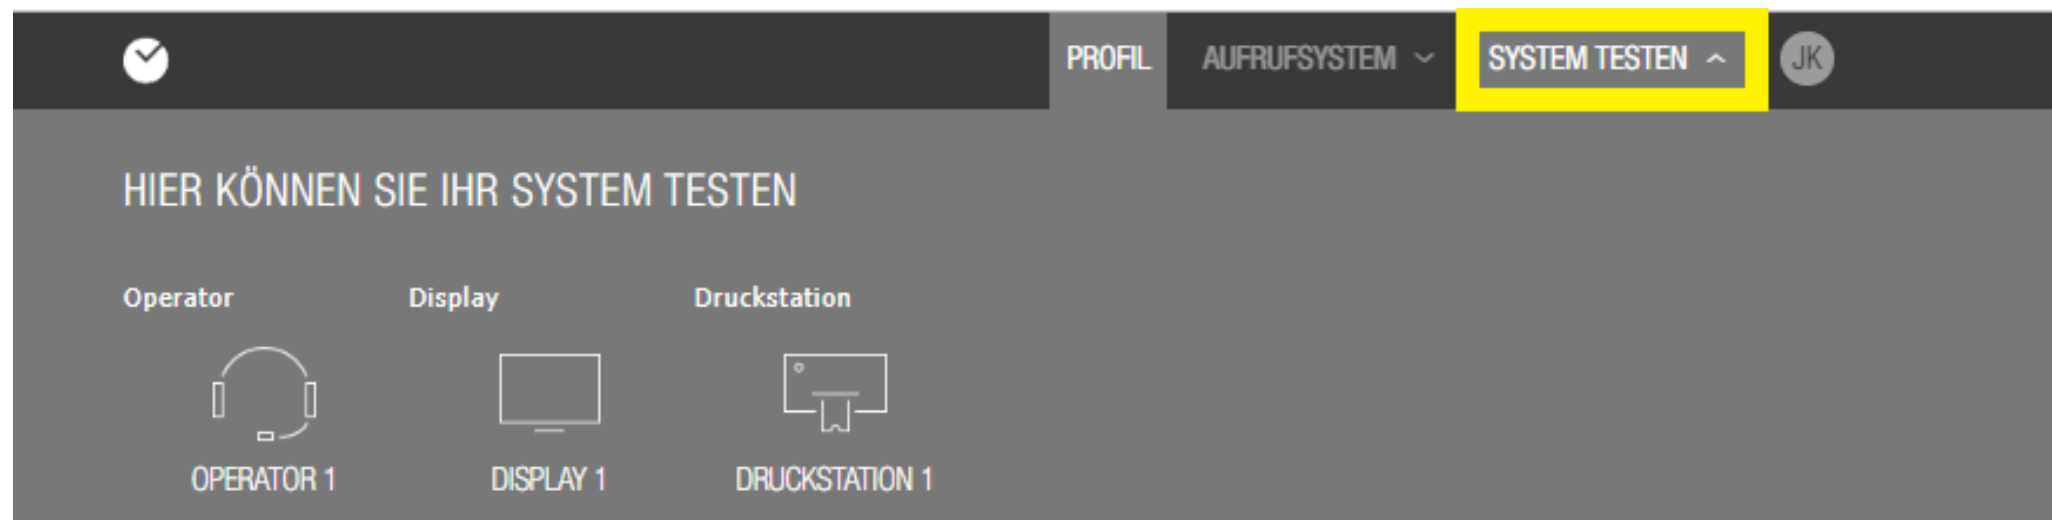 PROFIL AUFRUFSYSTEM SYSTEM TESTEN JK
HIER KÖNNEN SIE IHR SYSTEM TESTEN
Operator Display Druckstation
OPERATOR 1 DISPLAY 1 DRUCKSTATION 1